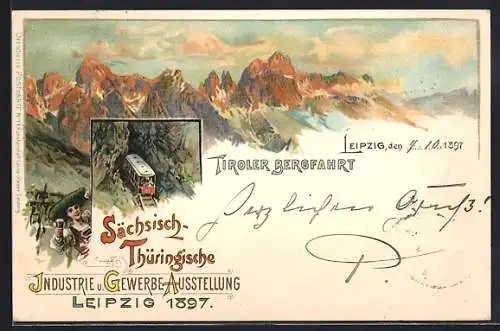 TIROLER BERGFAHRT
LEIPZIG, den 7. 10. 1897
Herzlichen Gruß!
P.
Sächsisch-
Thüringische
INDUSTRIE u. GEWERBE-AUSSTELLUNG
LEIPZIG 1897.